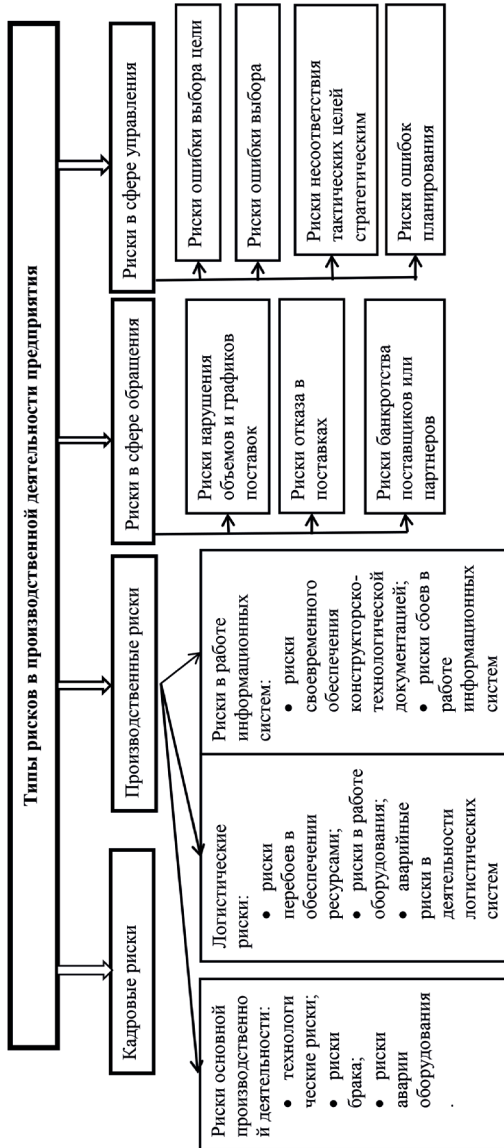 Типы рисков в производственной деятельности предприятия
Кадровые риски
Производственные риски
Риски в сфере обращения
Риски в сфере управления
Риски основной
производственно
й деятельности:
• технологи
ческие риски;
• риски
брака;
• риски
аварии
оборудования
.
Логистические
риски:
• риски
перебоев в
обеспечении
ресурсами;
• риски в работе
оборудования;
• аварийные
риски в
деятельности
логистических
систем
Риски в работе
информационных
систем:
• риски
своевременного
обеспечения
конструкторско-
технологической
документацией;
• риски сбоев в
работе
информационных
систем
Риски нарушения
объемов и графиков
поставок
Риски отказа в
поставках
Риски банкротства
поставщиков или
партнеров
Риски ошибки выбора цели
Риски ошибки выбора
Риски несоответствия
тактических целей
стратегическим
Риски ошибок
планирования